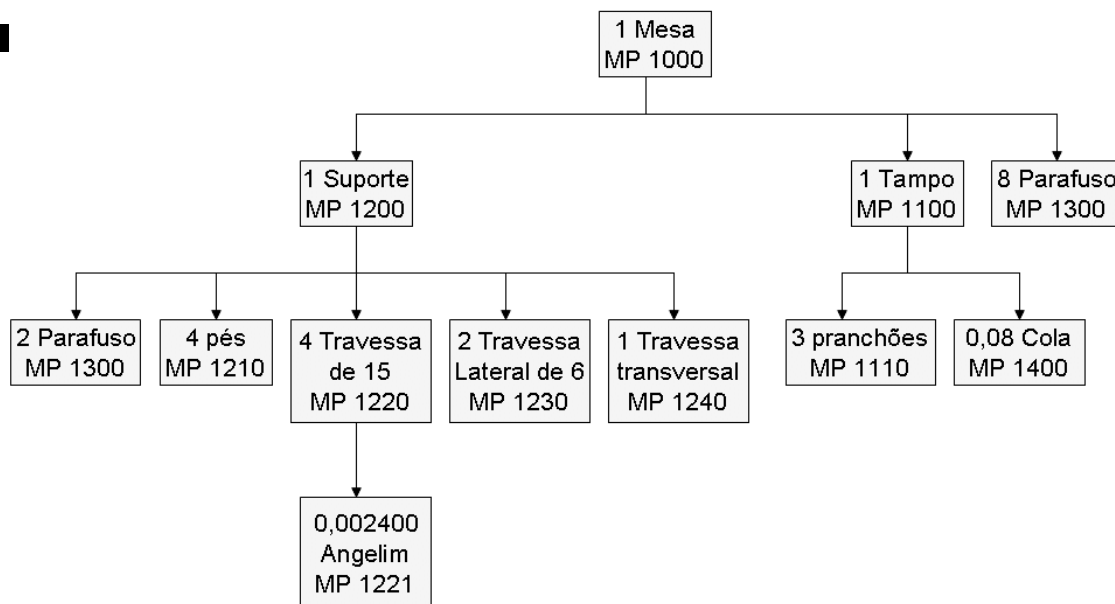 1 Mesa
MP 1000
1 Suporte
MP 1200
1 Tampo
MP 1100
8 Parafuso
MP 1300
2 Parafuso
MP 1300
4 pés
MP 1210
4 Travessa
de 15
MP 1220
2 Travessa
Lateral de 6
MP 1230
1 Travessa
transversal
MP 1240
3 pranchões
MP 1110
0,08 Cola
MP 1400
0,002400
Angelim
MP 1221